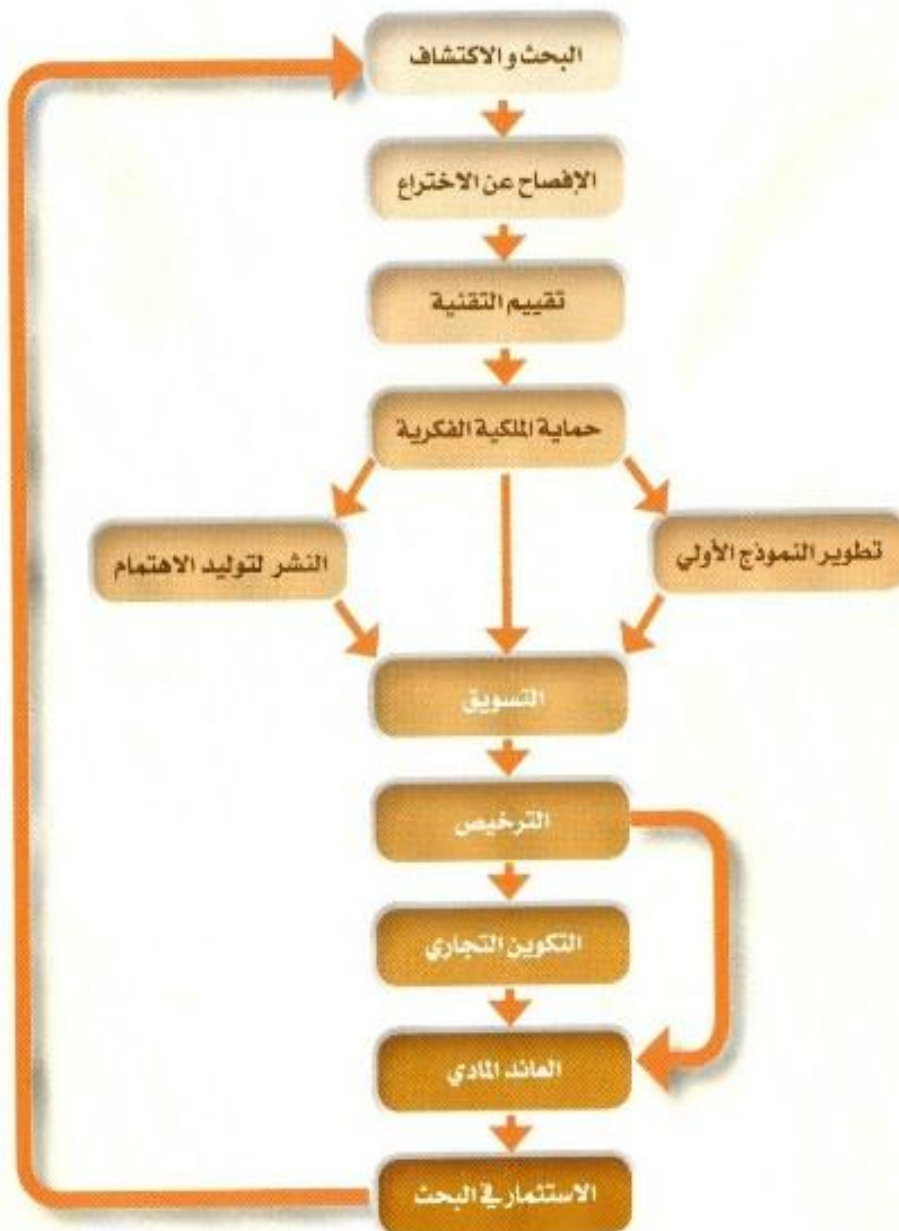 البحث و الاكتشاف
الإفصاح عن الاختراع
تقييم التقنية
حماية الملكية الفكرية
تطوير النموذج الأولي
النشر لتوليد الاهتمام
التسويق
الترخيص
التكوين التجاري
العائد المادي
الاستثمار في البحث